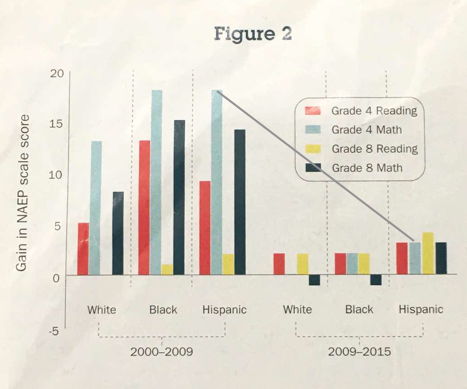 Figure 2
Gain in NAEP scale score
20
15
10
5
0
-5
Grade 4 Reading
Grade 4 Math
Grade 8 Reading
Grade 8 Math
White Black Hispanic White Black Hispanic
2000–2009 2009–2015